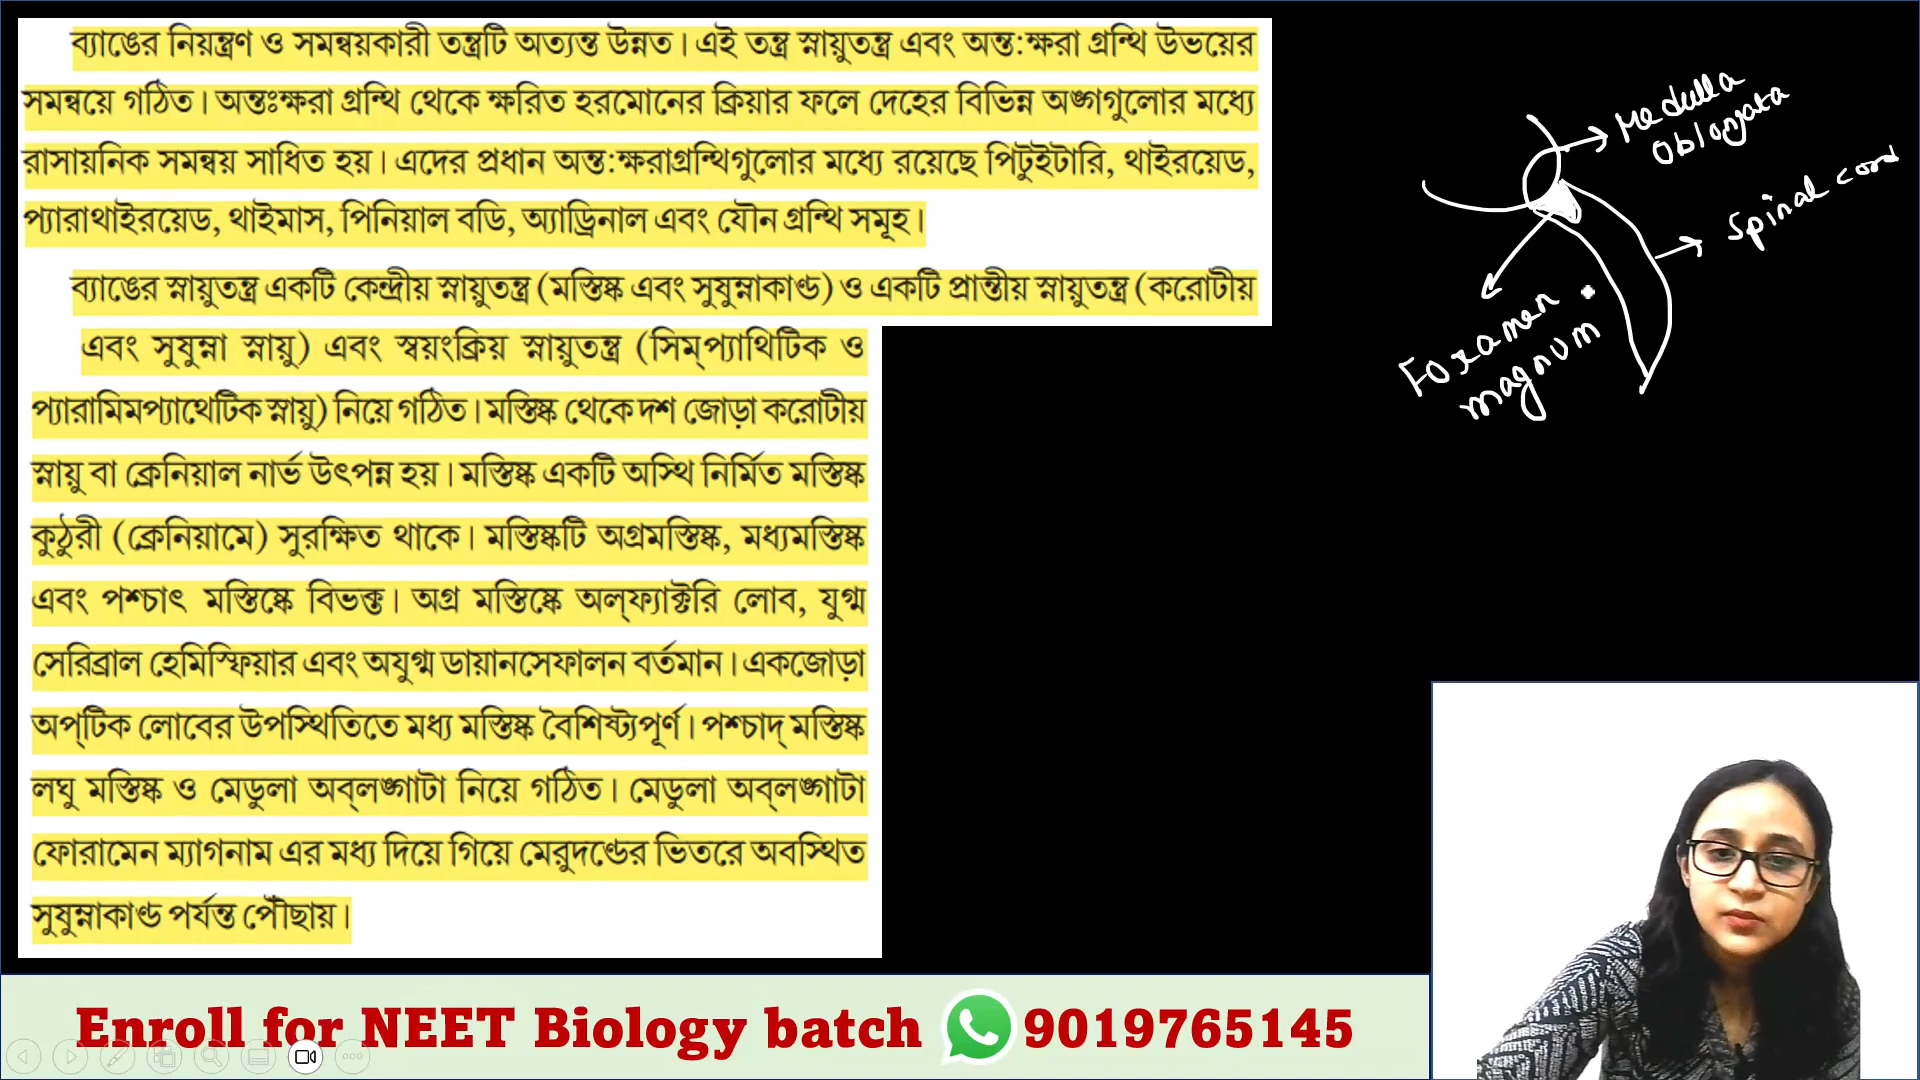 ব্যাঙের নিয়ন্ত্রণ ও সমন্বয়কারী তন্ত্রটি অত্যন্ত উন্নত। এই তন্ত্র স্নায়ুতন্ত্র এবং অন্ত:ক্ষরা গ্রন্থি উভয়ের
সমন্বয়ে গঠিত। অন্তঃক্ষরা গ্রন্থি থেকে ক্ষরিত হরমোনের ক্রিয়ার ফলে দেহের বিভিন্ন অঙ্গগুলোর মধ্যে
রাসায়নিক সমন্বয় সাধিত হয়। এদের প্রধান অন্ত:ক্ষরাগ্রন্থিগুলোর মধ্যে রয়েছে পিটুইটারি, থাইরয়েড,
প্যারাথাইরয়েড, থাইমাস, পিনিয়াল বডি, অ্যাড্রিনাল এবং যৌন গ্রন্থি সমূহ।
ব্যাঙের স্নায়ুতন্ত্র একটি কেন্দ্রীয় স্নায়ুতন্ত্র (মস্তিষ্ক এবং সুষুম্নাকাণ্ড) ও একটি প্রান্তীয় স্নায়ুতন্ত্র (করোটীয়
এবং সুষুম্না স্নায়ু) এবং স্বয়ংক্রিয় স্নায়ুতন্ত্র (সিম্প্যাথিটিক ও
প্যারামিমপ্যাথেটিক স্নায়ু) নিয়ে গঠিত। মস্তিষ্ক থেকে দশ জোড়া করোটীয়
স্নায়ু বা ক্রেনিয়াল নার্ভ উৎপন্ন হয়। মস্তিষ্ক একটি অস্থি নির্মিত মস্তিষ্ক
কুঠুরী (ক্রেনিয়ামে) সুরক্ষিত থাকে। মস্তিষ্কটি অগ্রমস্তিষ্ক, মধ্যমস্তিষ্ক
এবং পশ্চাৎ মস্তিষ্কে বিভক্ত। অগ্র মস্তিষ্কে অল্ফ্যাক্টরি লোব, যুগ্ম
সেরিব্রাল হেমিস্ফিয়ার এবং অযুগ্ম ডায়ানসেফালন বর্তমান। একজোড়া
অপ্‌টিক লোবের উপস্থিতিতে মধ্য মস্তিষ্ক বৈশিষ্ট্যপূর্ণ। পশ্চাদ্ মস্তিষ্ক
লঘু মস্তিষ্ক ও মেডুলা অব্‌লঙ্গাটা নিয়ে গঠিত। মেডুলা অব্‌লঙ্গাটা
ফোরামেন ম্যাগনাম এর মধ্য দিয়ে গিয়ে মেরুদণ্ডের ভিতরে অবস্থিত
সুষুম্নাকাণ্ড পর্যন্ত পৌঁছায়।
Medulla
Oblongata
Spinal cord
Foramen
magnum
Enroll for NEET Biology batch 9019765145